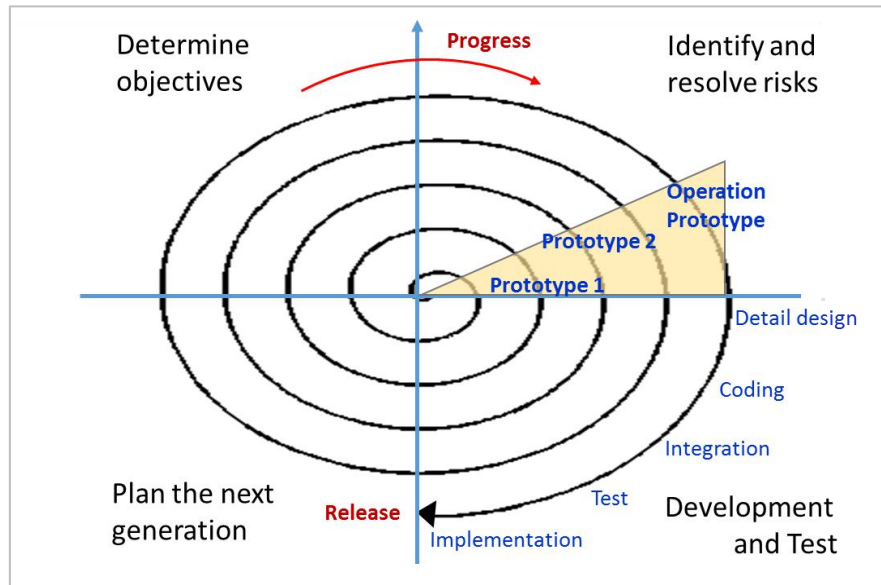 Determine
objectives
Progress
Identify and
resolve risks
Operation
Prototype
Prototype 2
Prototype 1
Detail design
Coding
Integration
Test
Implementation
Release
Plan the next
generation
Development
and Test